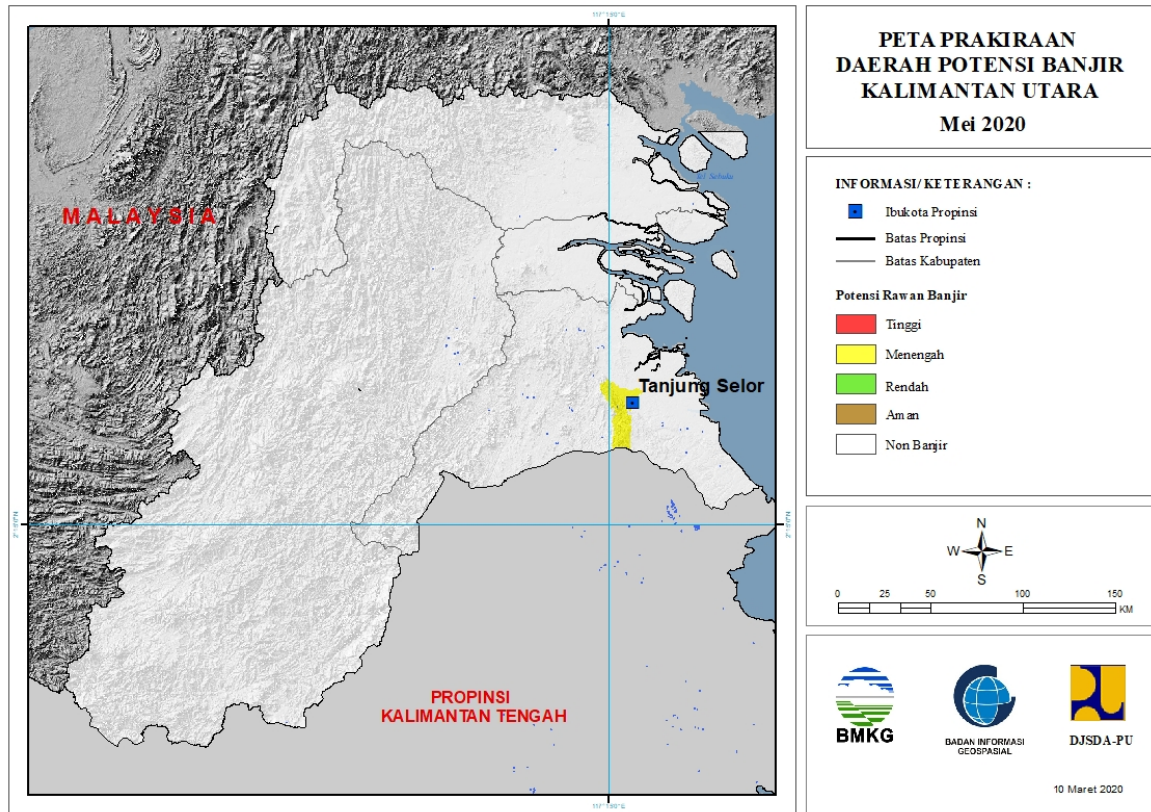 PETA PRAKIRAAN
DAERAH POTENSI BANJIR
KALIMANTAN UTARA
Mei 2020
INFORMASI/ KETERANGAN :
Ibukota Propinsi
Batas Propinsi
Batas Kabupaten
Potensi Rawan Banjir
Tinggi
Menengah
Rendah
Aman
Non Banjir
N
W E
S
0 25 50 100 150
KM
BMKG
BADAN INFORMASI
GEOSPASIAL
DJSDA-PU
10 Maret 2020
MALAYSIA
Tanjung Selor
PROPINSI
KALIMANTAN TENGAH